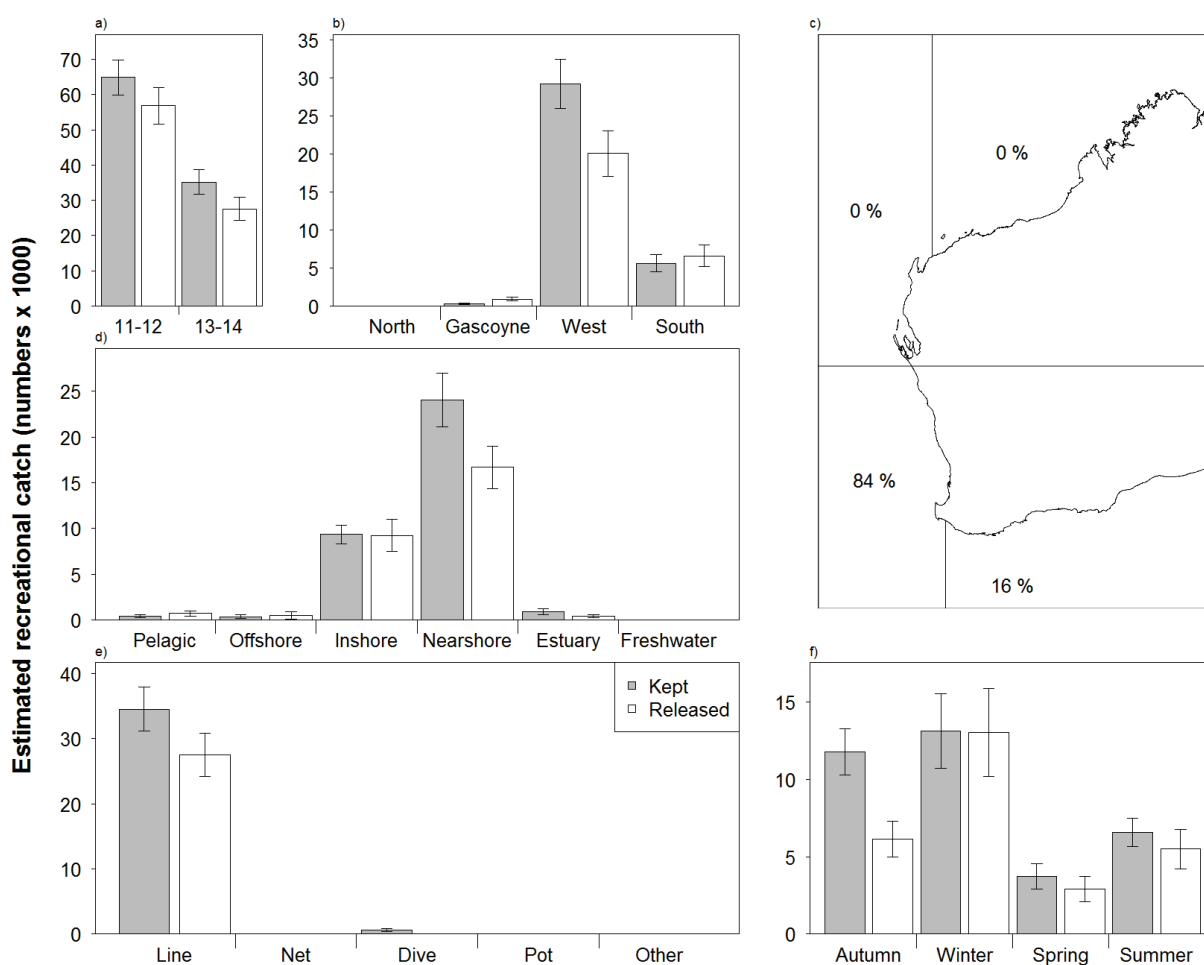 Estimated recreational catch (numbers x 1000)
a)
70
60
50
40
30
20
10
0
11-12 13-14
b)
35
30
25
20
15
10
5
0
North Gascoyne West South
c)
0 %
0 %
84 %
16 %
d)
25
20
15
10
5
0
Pelagic Offshore Inshore Nearshore Estuary Freshwater
e)
40
30
20
10
0
Kept
Released
Line Net Dive Pot Other
f)
15
10
5
0
Autumn Winter Spring Summer